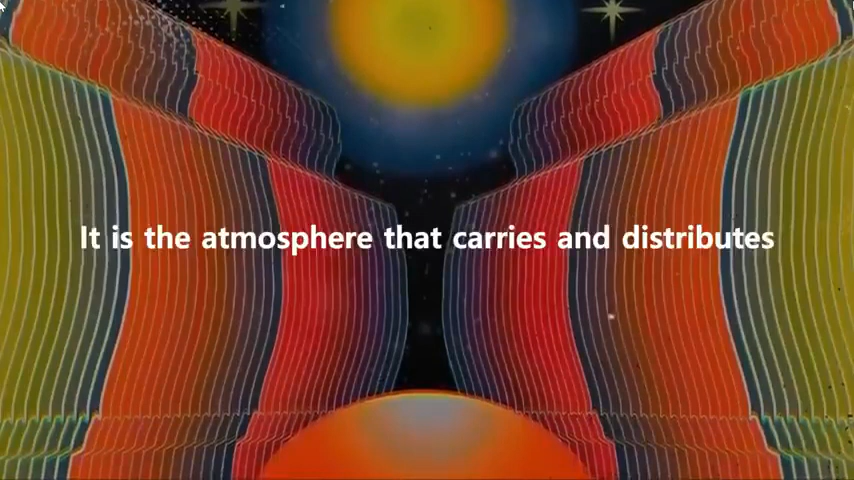 It is the atmosphere that carries and distributes